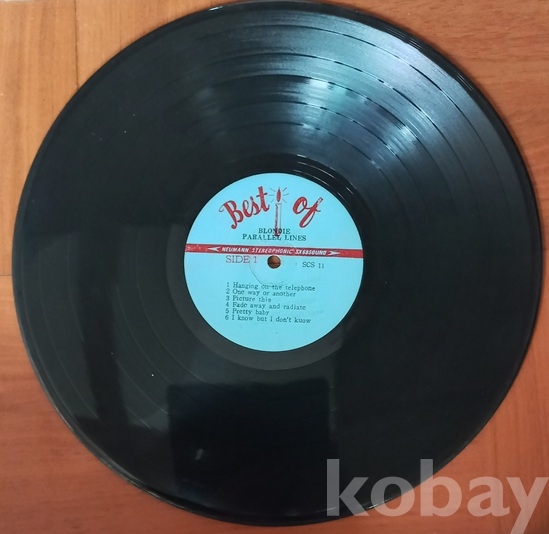 Best of
BLONDIE
PARALLEL LINES
NEUMANN "STEREOPHONIC" SX68SOUND
SIDE 1
SCS 11
1 Hanging on the telephone
2 One way or another
3 Picture this
4 Fade away and radiate
5 Pretty baby
6 I know but I don't know
kobay